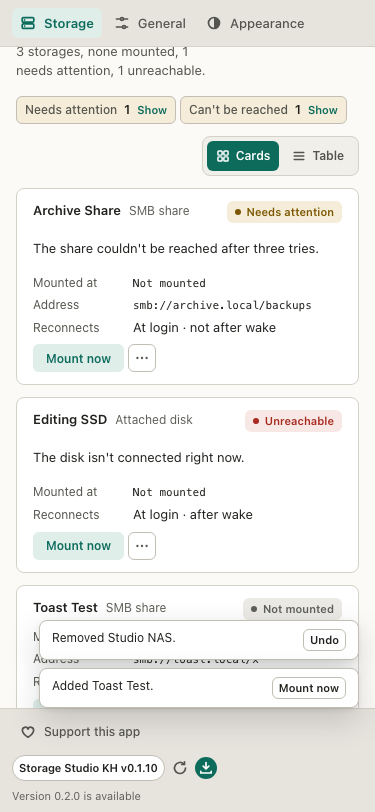 Storage General Appearance
3 storages, none mounted, 1
needs attention, 1 unreachable.
Needs attention 1 Show Can't be reached 1 Show
Cards Table
Archive Share SMB share Needs attention
The share couldn't be reached after three tries.
Mounted at Not mounted
Address smb://archive.local/backups
Reconnects At login · not after wake
Mount now ···
Editing SSD Attached disk Unreachable
The disk isn't connected right now.
Mounted at Not mounted
Reconnects At login · after wake
Mount now ···
Toast Test SMB share Not mounted
Removed Studio NAS. Undo
Added Toast Test. Mount now
Support this app
Storage Studio KH v0.1.10
Version 0.2.0 is available